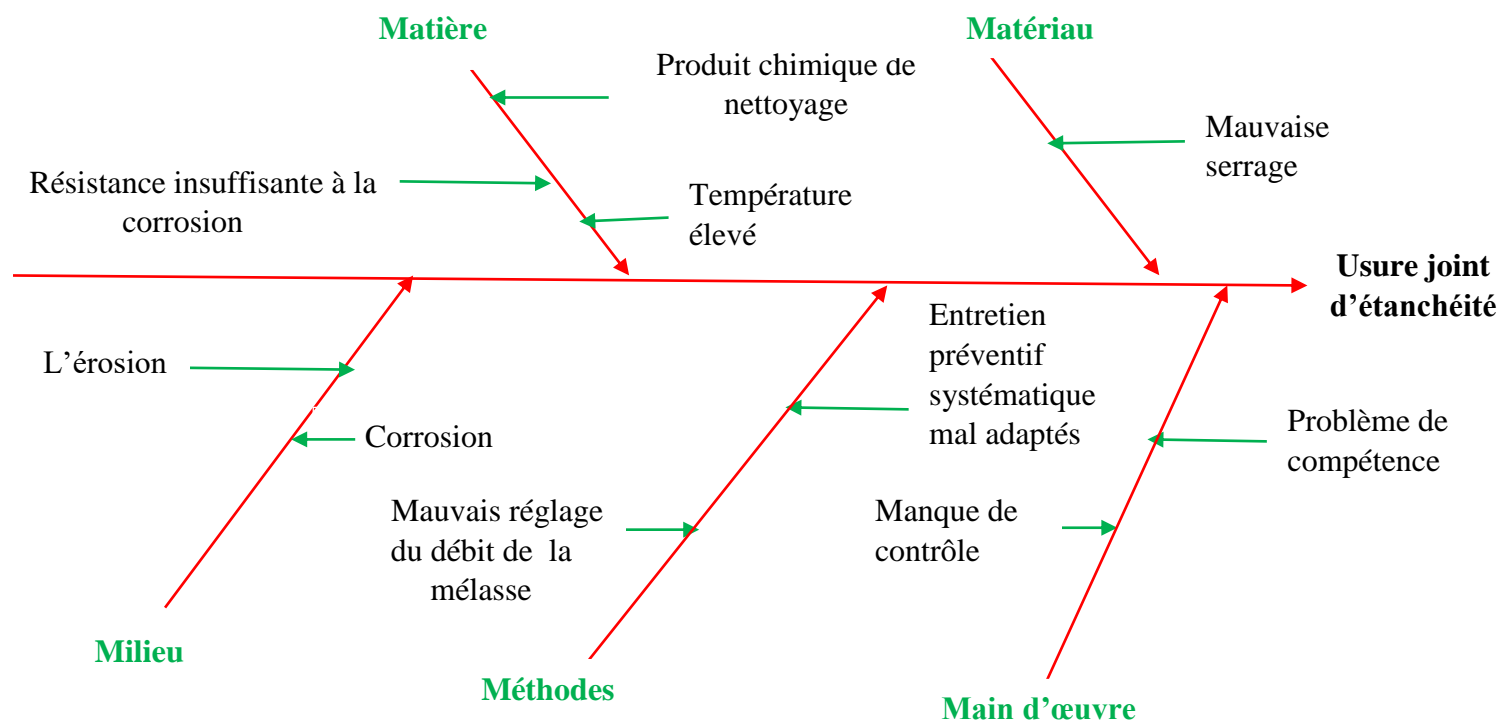 Matière
Matériau
Produit chimique de
nettoyage
Mauvaise
serrage
Résistance insuffisante à la
corrosion
Température
élevé
Usure joint
d’étanchéité
L’érosion
Corrosion
Entretien
préventif
systématique
mal adaptés
Problème de
compétence
Mauvais réglage
du débit de la
mélasse
Manque de
contrôle
Milieu
Méthodes
Main d’œuvre